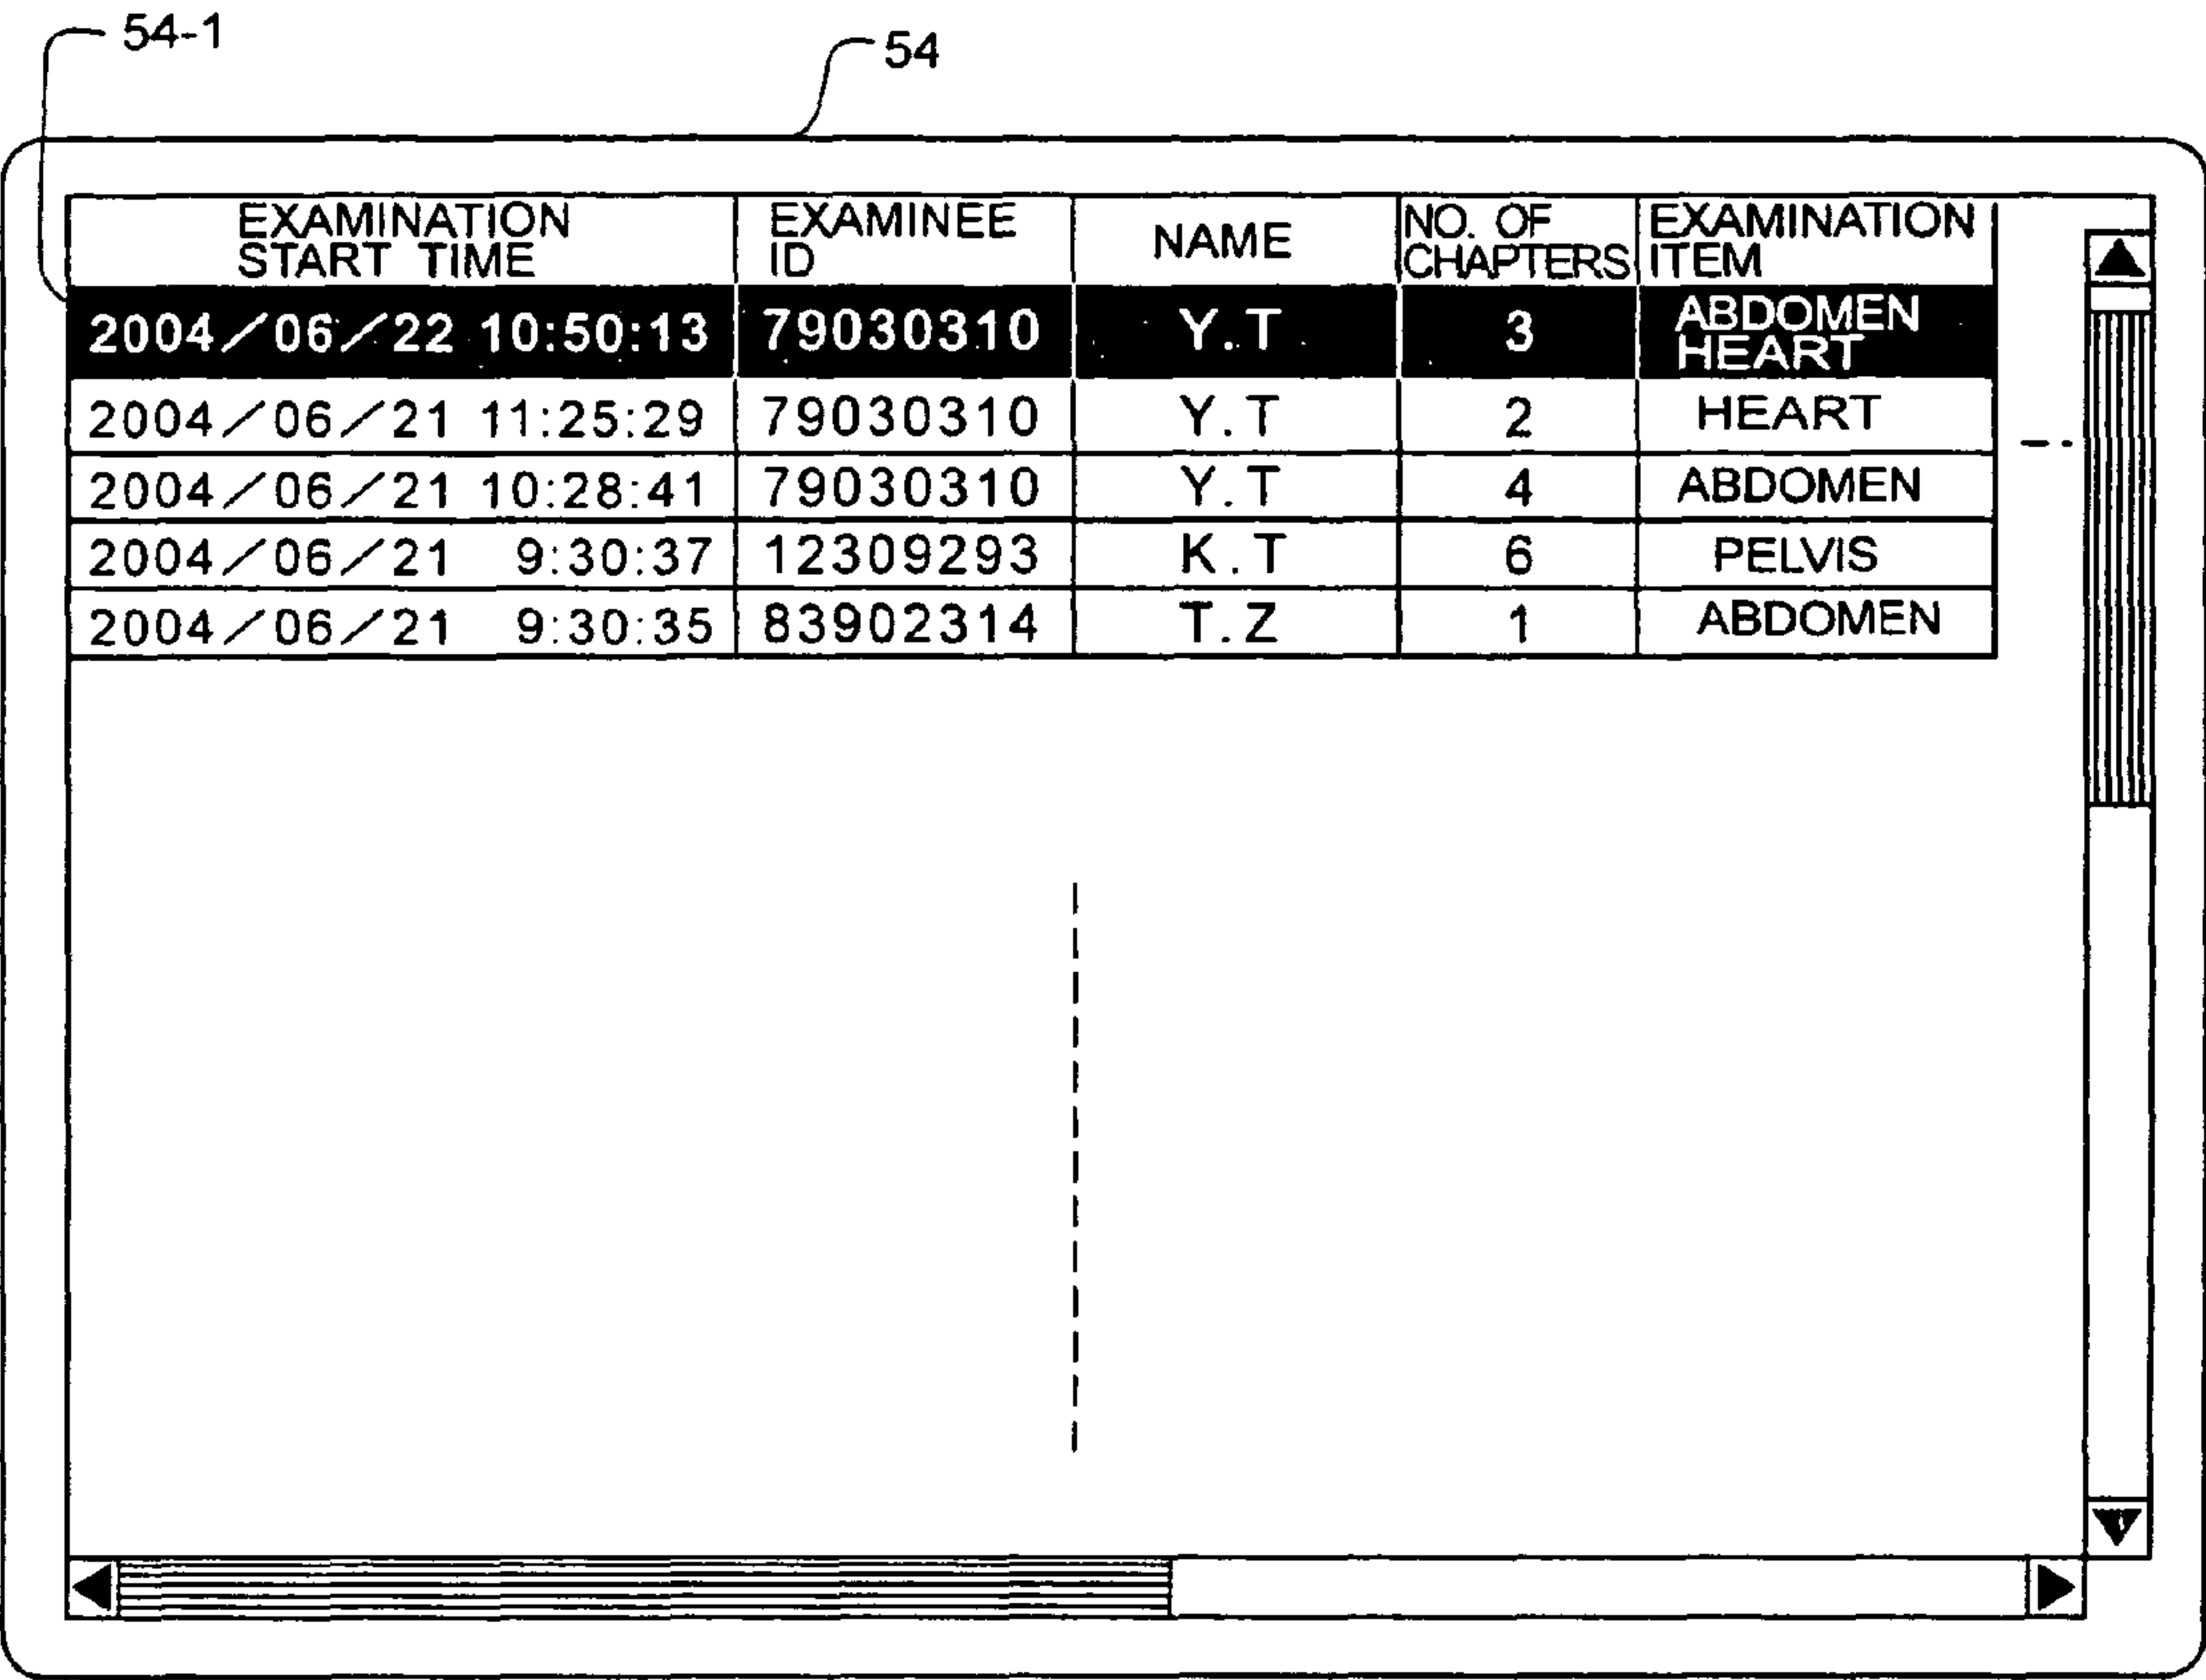 54-1
54
EXAMINATION START TIME EXAMINEE ID NAME NO. OF CHAPTERS EXAMINATION ITEM
2004/06/22 10:50:13 79030310 Y.T 3 ABDOMEN HEART
2004/06/21 11:25:29 79030310 Y.T 2 HEART
2004/06/21 10:28:41 79030310 Y.T 4 ABDOMEN
2004/06/21 9:30:37 12309293 K.T 6 PELVIS
2004/06/21 9:30:35 83902314 T.Z 1 ABDOMEN